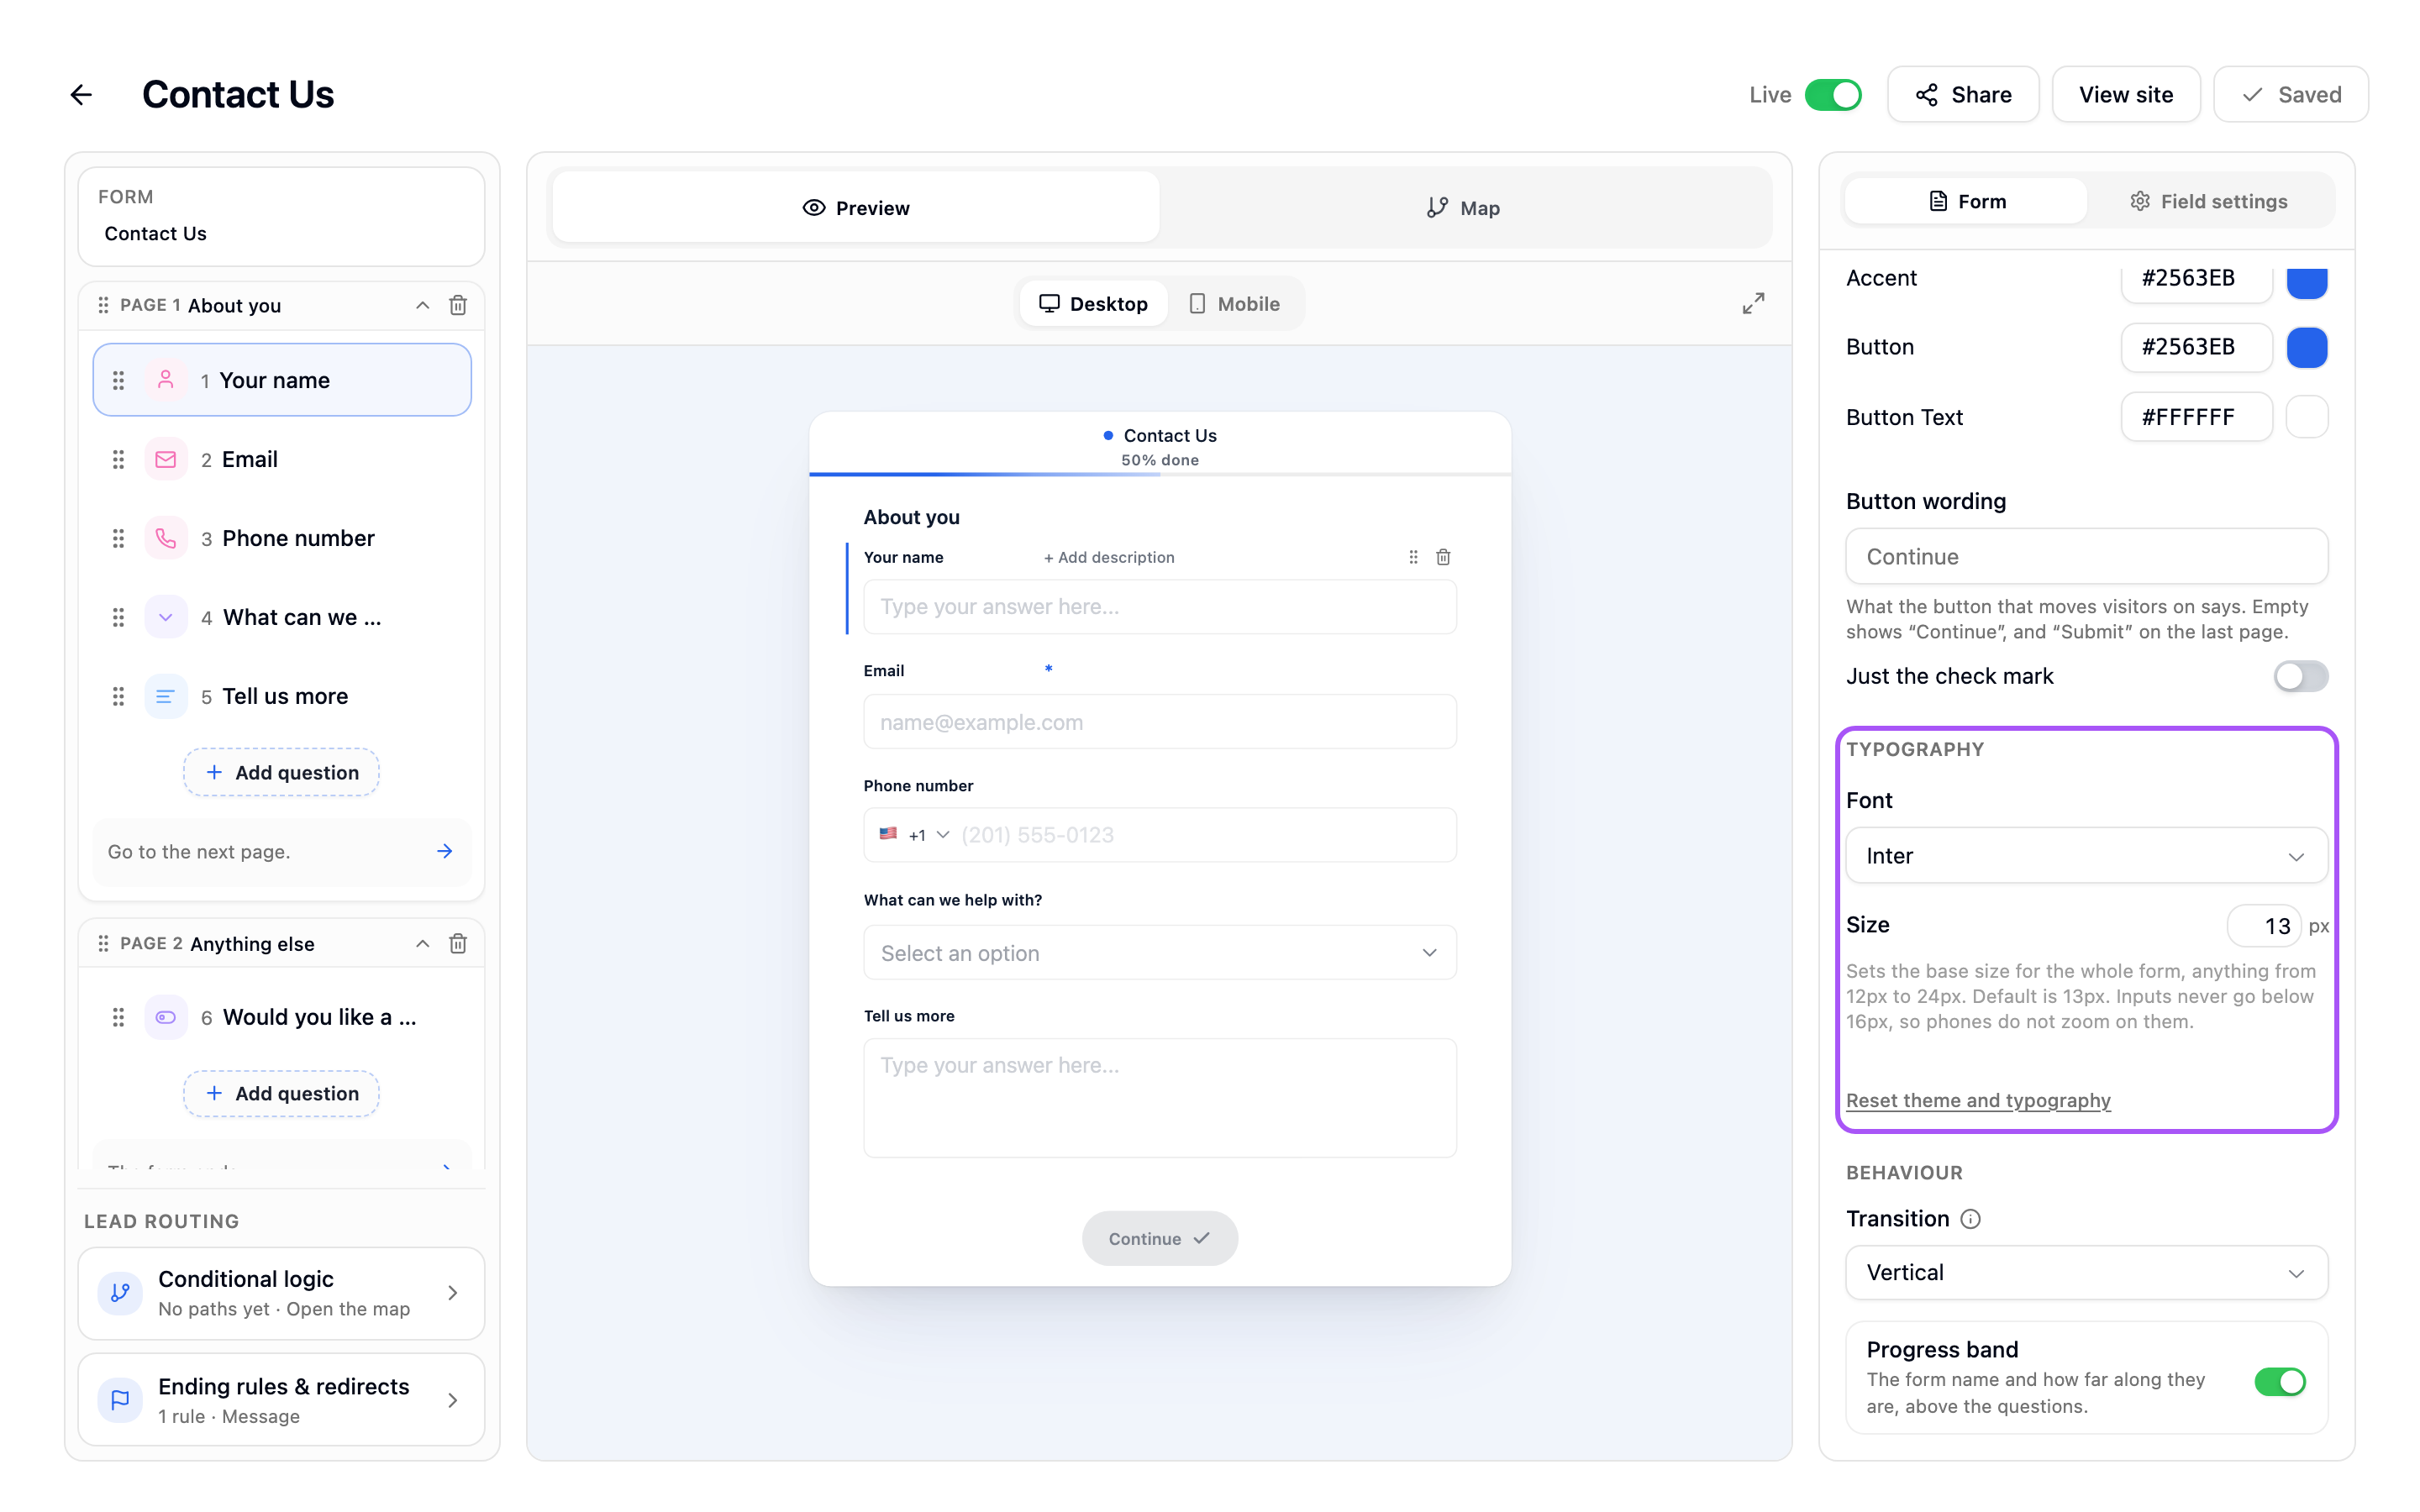 Contact Us
Live
Share
View site
Saved
FORM
Contact Us
PAGE 1 About you
1 Your name
2 Email
3 Phone number
4 What can we ...
5 Tell us more
+ Add question
Go to the next page.
PAGE 2 Anything else
6 Would you like a ...
+ Add question
LEAD ROUTING
Conditional logic
No paths yet · Open the map
Ending rules & redirects
1 rule · Message
Preview
Map
Desktop
Mobile
Contact Us
50% done
About you
Your name
+ Add description
Type your answer here...
Email *
name@example.com
Phone number
+1 (201) 555-0123
What can we help with?
Select an option
Tell us more
Type your answer here...
Continue
Form
Field settings
Accent #2563EB
Button #2563EB
Button Text #FFFFFF
Button wording
Continue
What the button that moves visitors on says. Empty
shows “Continue”, and “Submit” on the last page.
Just the check mark
TYPOGRAPHY
Font
Inter
Size 13 px
Sets the base size for the whole form, anything from
12px to 24px. Default is 13px. Inputs never go below
16px, so phones do not zoom on them.
Reset theme and typography
BEHAVIOUR
Transition
Vertical
Progress band
The form name and how far along they
are, above the questions.